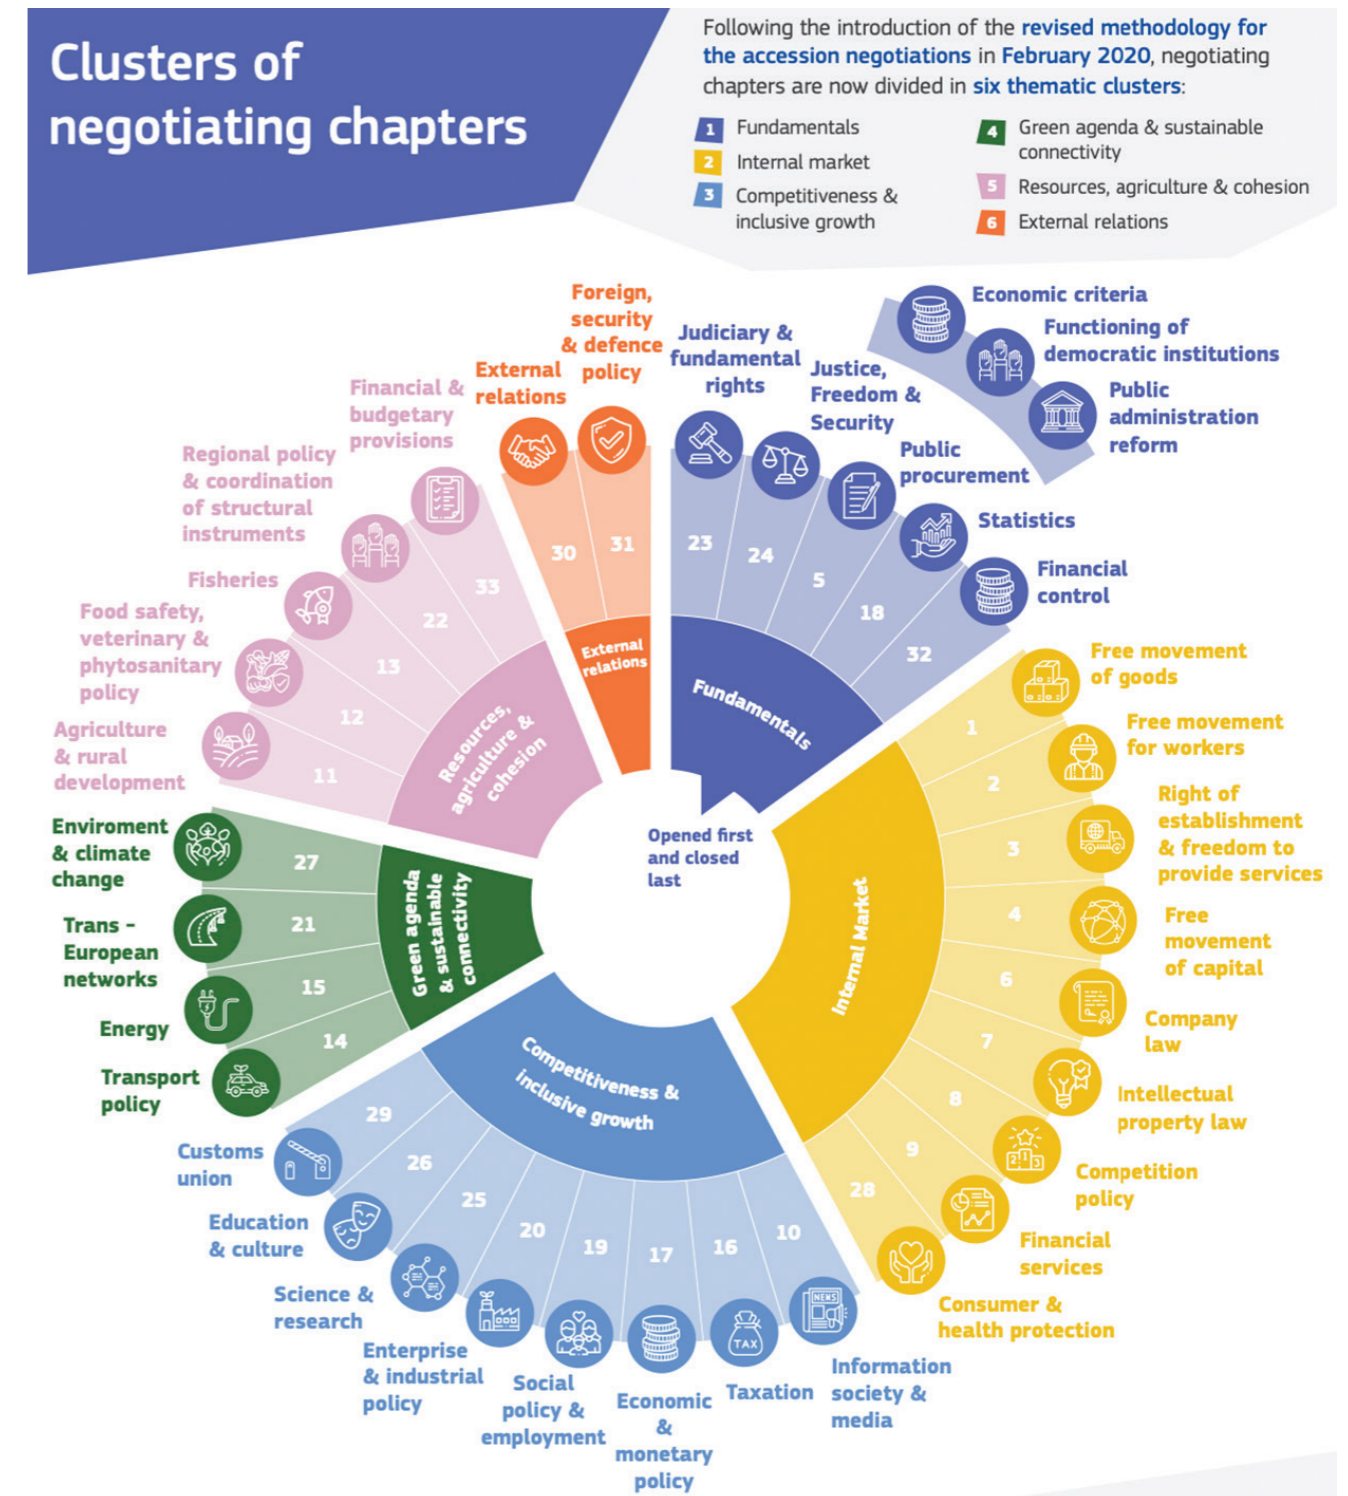 Clusters of
negotiating chapters
Following the introduction of the revised methodology for
the accession negotiations in February 2020, negotiating
chapters are now divided in six thematic clusters:
1 Fundamentals
2 Internal market
3 Competitiveness &
inclusive growth
4 Green agenda & sustainable
connectivity
5 Resources, agriculture & cohesion
6 External relations
Economic criteria
Functioning of
democratic institutions
Public
administration
reform
Judiciary &
fundamental
rights
Justice,
Freedom &
Security
Public
procurement
Statistics
Financial
control
23
24
5
18
32
Fundamentals
Opened first
and closed
last
Free movement
of goods
Free movement
for workers
Right of
establishment
& freedom to
provide services
Free
movement
of capital
Company
law
Intellectual
property law
Competition
policy
Financial
services
Consumer &
health protection
1
2
3
4
6
7
8
9
28
Internal Market
2 1 3
Information
society &
media
Taxation
Economic
&
monetary
policy
Social
policy &
employment
Enterprise
& industrial
policy
Science &
research
Education
& culture
Customs
union
NEWS
TAX
10
16
17
19
20
25
26
29
Competitiveness &
inclusive growth
Transport
policy
Energy
Trans -
European
networks
Enviroment
& climate
change
14
15
21
27
Green agenda
& sustainable
connectivity
Agriculture
& rural
development
Food safety,
veterinary &
phytosanitary
policy
Fisheries
Regional policy
& coordination
of structural
instruments
Financial &
budgetary
provisions
11
12
13
22
33
Resources,
agriculture &
cohesion
External
relations
Foreign,
security
& defence
policy
30
31
External
relations